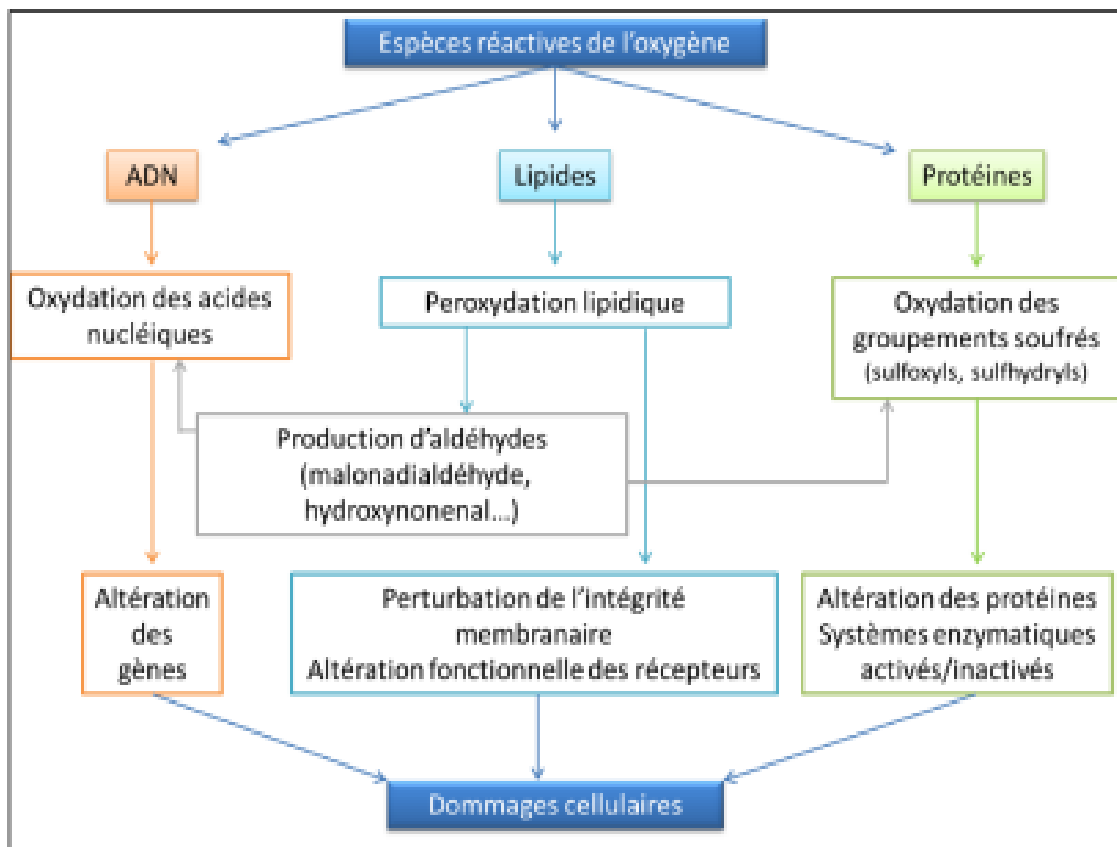 Espèces réactives de l'oxygène
ADN
Lipides
Protéines
Oxydation des acides
nucléiques
Peroxydation lipidique
Oxydation des
groupements soufrés
(sulfoxyls, sulfhydryls)
Production d'aldéhydes
(malonadialdéhyde,
hydroxynonenal...)
Altération
des
gènes
Perturbation de l'intégrité
membranaire
Altération fonctionnelle des récepteurs
Altération des protéines
Systèmes enzymatiques
activés/inactivés
Dommages cellulaires